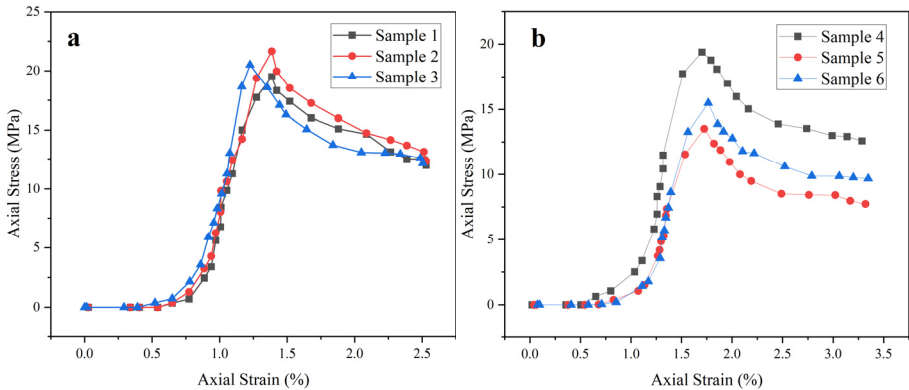 a
Sample 1
Sample 2
Sample 3
25
20
15
10
5
0
Axial Stress (MPa)
0.0 0.5 1.0 1.5 2.0 2.5
Axial Strain (%)
b
Sample 4
Sample 5
Sample 6
20
15
10
5
0
Axial Stress (MPa)
0.0 0.5 1.0 1.5 2.0 2.5 3.0 3.5
Axial Strain (%)